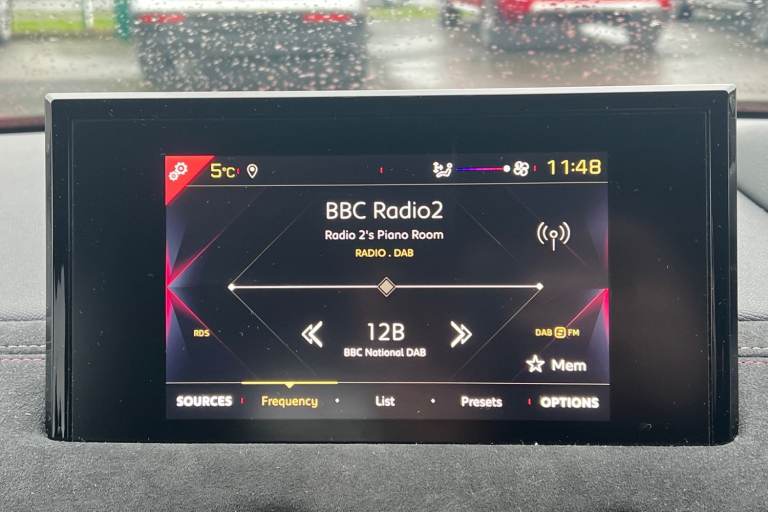 5°C 11:48
BBC Radio2
Radio 2's Piano Room
RADIO . DAB
12B
RDS DAB FM
BBC National DAB
Mem
SOURCES Frequency List Presets OPTIONS